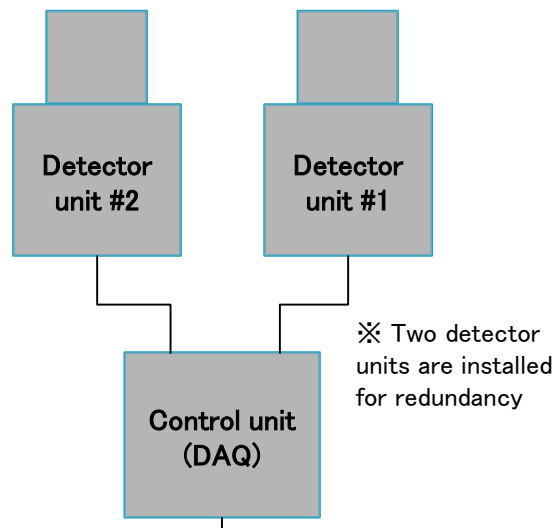 Detector
unit #2
Detector
unit #1
※ Two detector
units are installed
for redundancy
Control unit
(DAQ)